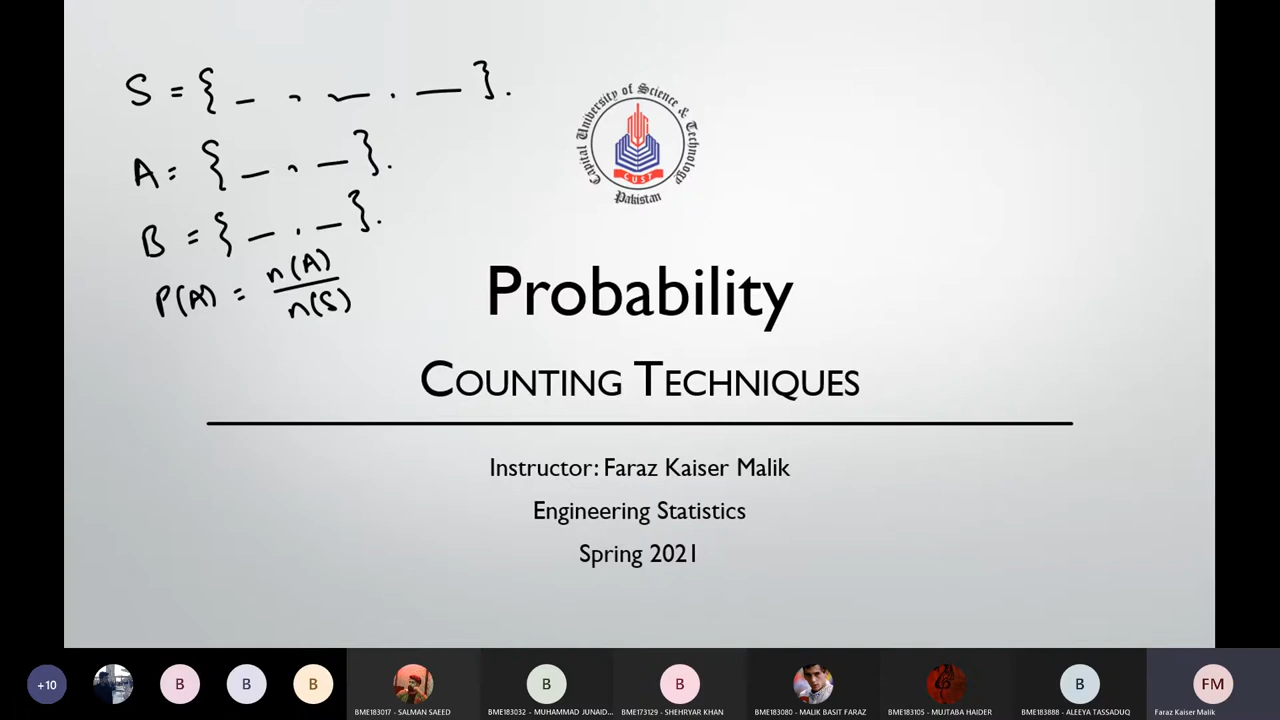 S = { _ , _ . _ }.
A = { _ , _ }.
B = { _ . _ }.
P(A) = n(A)
n(S)
Capital University of Science & Technology
CUST
Pakistan
Probability
COUNTING TECHNIQUES
Instructor: Faraz Kaiser Malik
Engineering Statistics
Spring 2021
+10
B
B
B
B
B
B
FM
BME183017 - SALMAN SAEED
BME183032 - MUHAMMAD JUNAID...
BME173129 - SHEHRYAR KHAN
BME183080 - MALIK BASIT FARAZ
BME183105 - MUJTABA HAIDER
BME183888 - ALEEYA TASSADUQ
Faraz Kaiser Malik